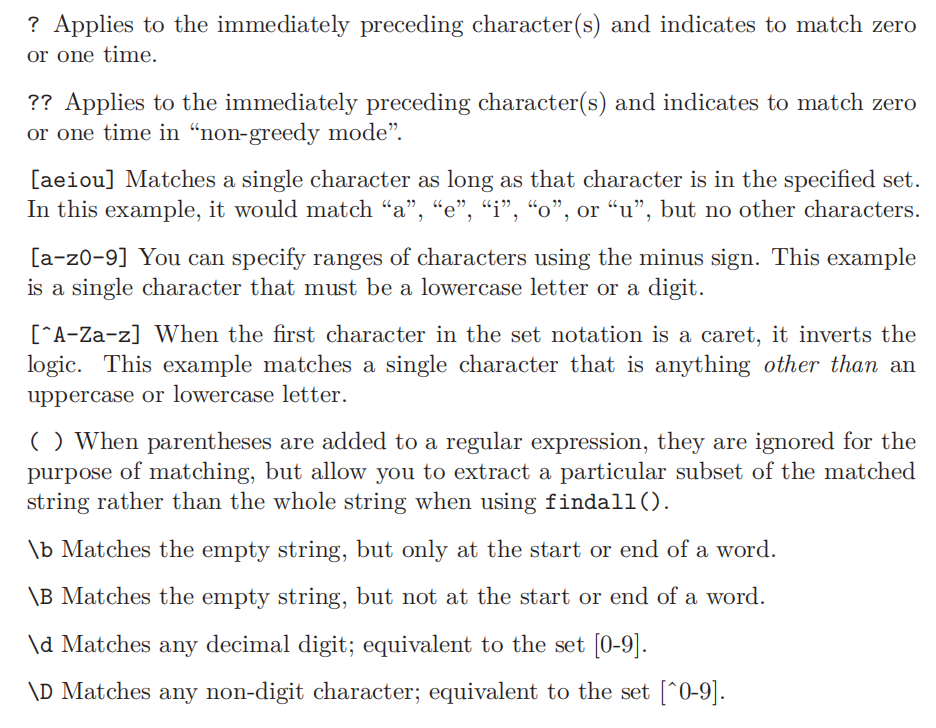 ? Applies to the immediately preceding character(s) and indicates to match zero
or one time.
?? Applies to the immediately preceding character(s) and indicates to match zero
or one time in “non-greedy mode”.
[aeiou] Matches a single character as long as that character is in the specified set.
In this example, it would match “a”, “e”, “i”, “o”, or “u”, but no other characters.
[a-z0-9] You can specify ranges of characters using the minus sign. This example
is a single character that must be a lowercase letter or a digit.
[^A-Za-z] When the first character in the set notation is a caret, it inverts the
logic. This example matches a single character that is anything other than an
uppercase or lowercase letter.
( ) When parentheses are added to a regular expression, they are ignored for the
purpose of matching, but allow you to extract a particular subset of the matched
string rather than the whole string when using findall().
\b Matches the empty string, but only at the start or end of a word.
\B Matches the empty string, but not at the start or end of a word.
\d Matches any decimal digit; equivalent to the set [0-9].
\D Matches any non-digit character; equivalent to the set [^0-9].